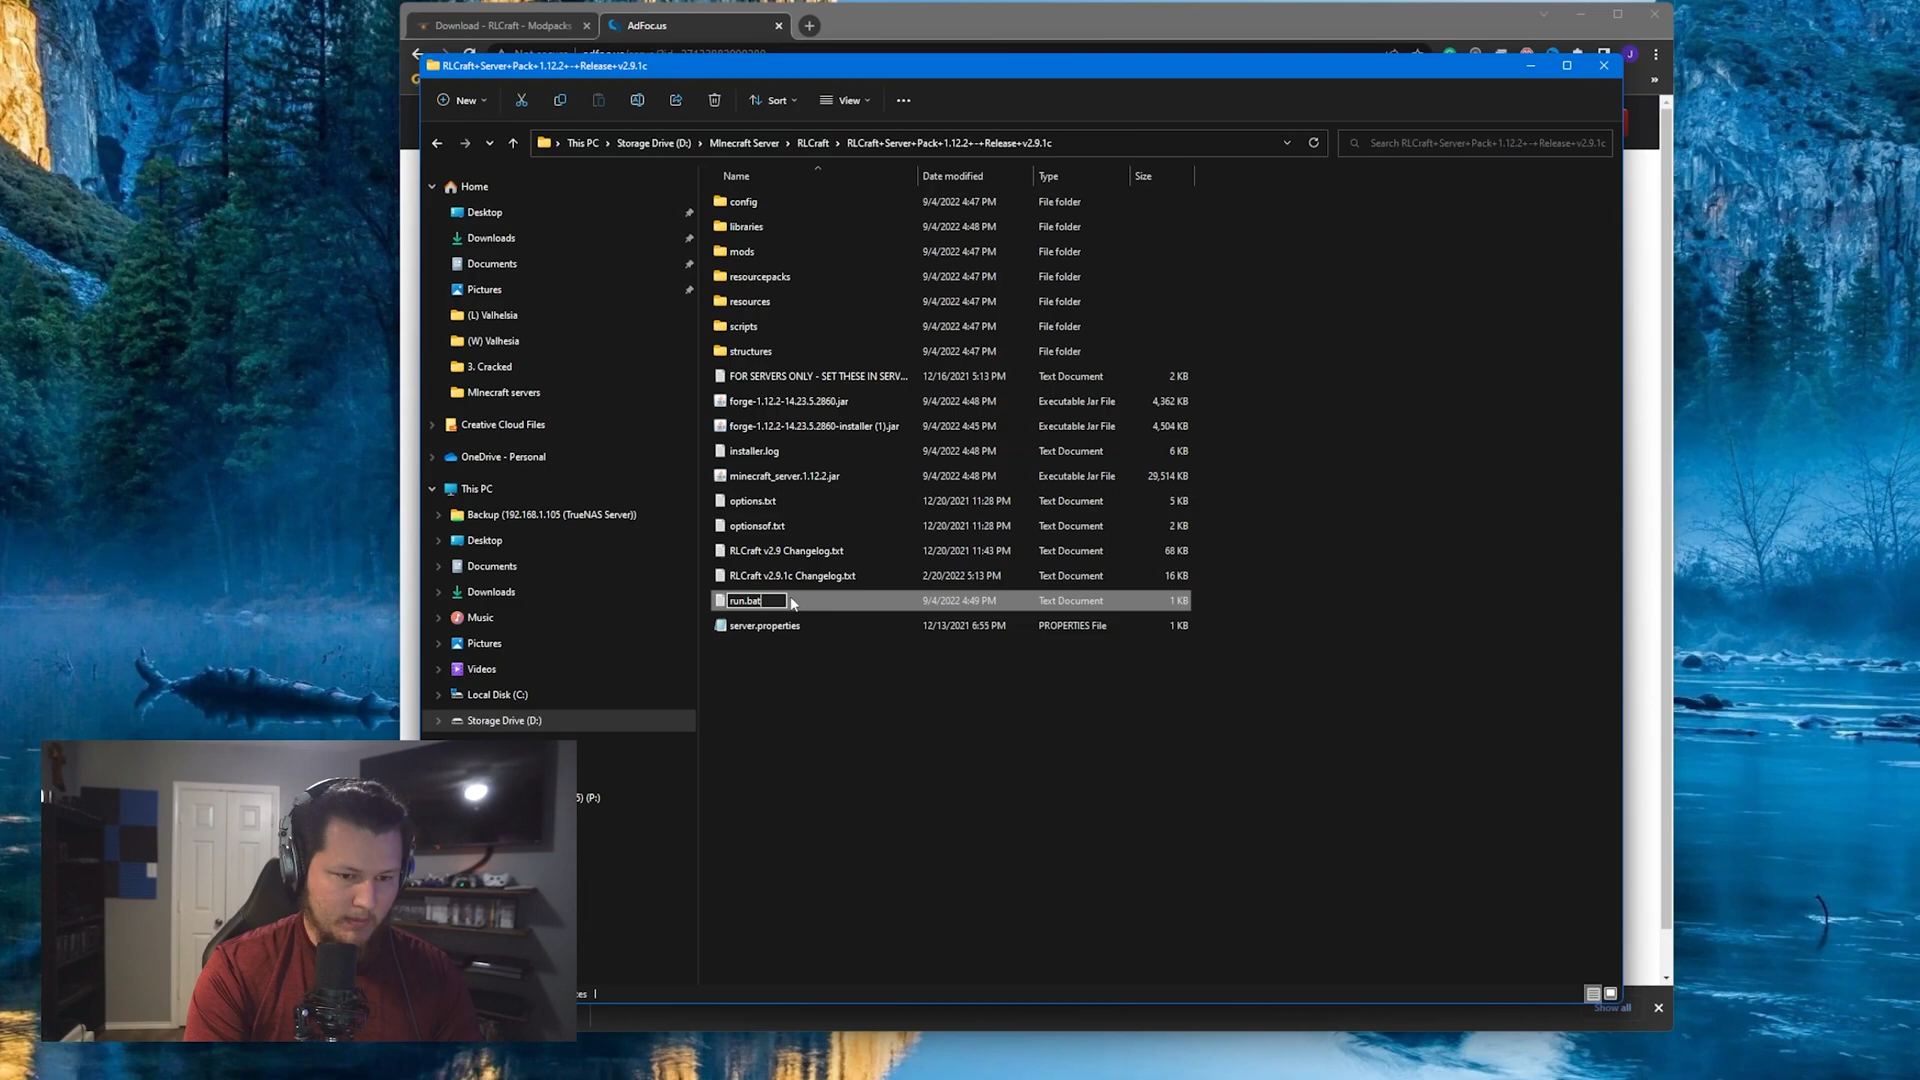 Download - RLCraft - Modpacks
AdFoc.us
RLCraft+Server+Pack+1.12.2+-+Release+v2.9.1c
New
Sort
View
This PC > Storage Drive (D:) > MInecraft Server > RLCraft > RLCraft+Server+Pack+1.12.2+-+Release+v2.9.1c
Search RLCraft+Server+Pack+1.12.2+-+Release+v2.9.1c
Name Date modified Type Size
Home
Desktop
Downloads
Documents
Pictures
(L) Valhelsia
(W) Valhesia
3. Cracked
MInecraft servers
Creative Cloud Files
OneDrive - Personal
This PC
Backup (192.168.1.105 (TrueNAS Server))
Desktop
Documents
Downloads
Music
Pictures
Videos
Local Disk (C:)
Storage Drive (D:)
5) (P:)
config 9/4/2022 4:47 PM File folder
libraries 9/4/2022 4:48 PM File folder
mods 9/4/2022 4:47 PM File folder
resourcepacks 9/4/2022 4:47 PM File folder
resources 9/4/2022 4:47 PM File folder
scripts 9/4/2022 4:47 PM File folder
structures 9/4/2022 4:47 PM File folder
FOR SERVERS ONLY - SET THESE IN SERV... 12/16/2021 5:13 PM Text Document 2 KB
forge-1.12.2-14.23.5.2860.jar 9/4/2022 4:48 PM Executable Jar File 4,362 KB
forge-1.12.2-14.23.5.2860-installer (1).jar 9/4/2022 4:45 PM Executable Jar File 4,504 KB
installer.log 9/4/2022 4:48 PM Text Document 6 KB
minecraft_server.1.12.2.jar 9/4/2022 4:48 PM Executable Jar File 29,514 KB
options.txt 12/20/2021 11:28 PM Text Document 5 KB
optionsof.txt 12/20/2021 11:28 PM Text Document 2 KB
RLCraft v2.9 Changelog.txt 12/20/2021 11:43 PM Text Document 68 KB
RLCraft v2.9.1c Changelog.txt 2/20/2022 5:13 PM Text Document 16 KB
run.bat 9/4/2022 4:49 PM Text Document 1 KB
server.properties 12/13/2021 6:55 PM PROPERTIES File 1 KB
Show all